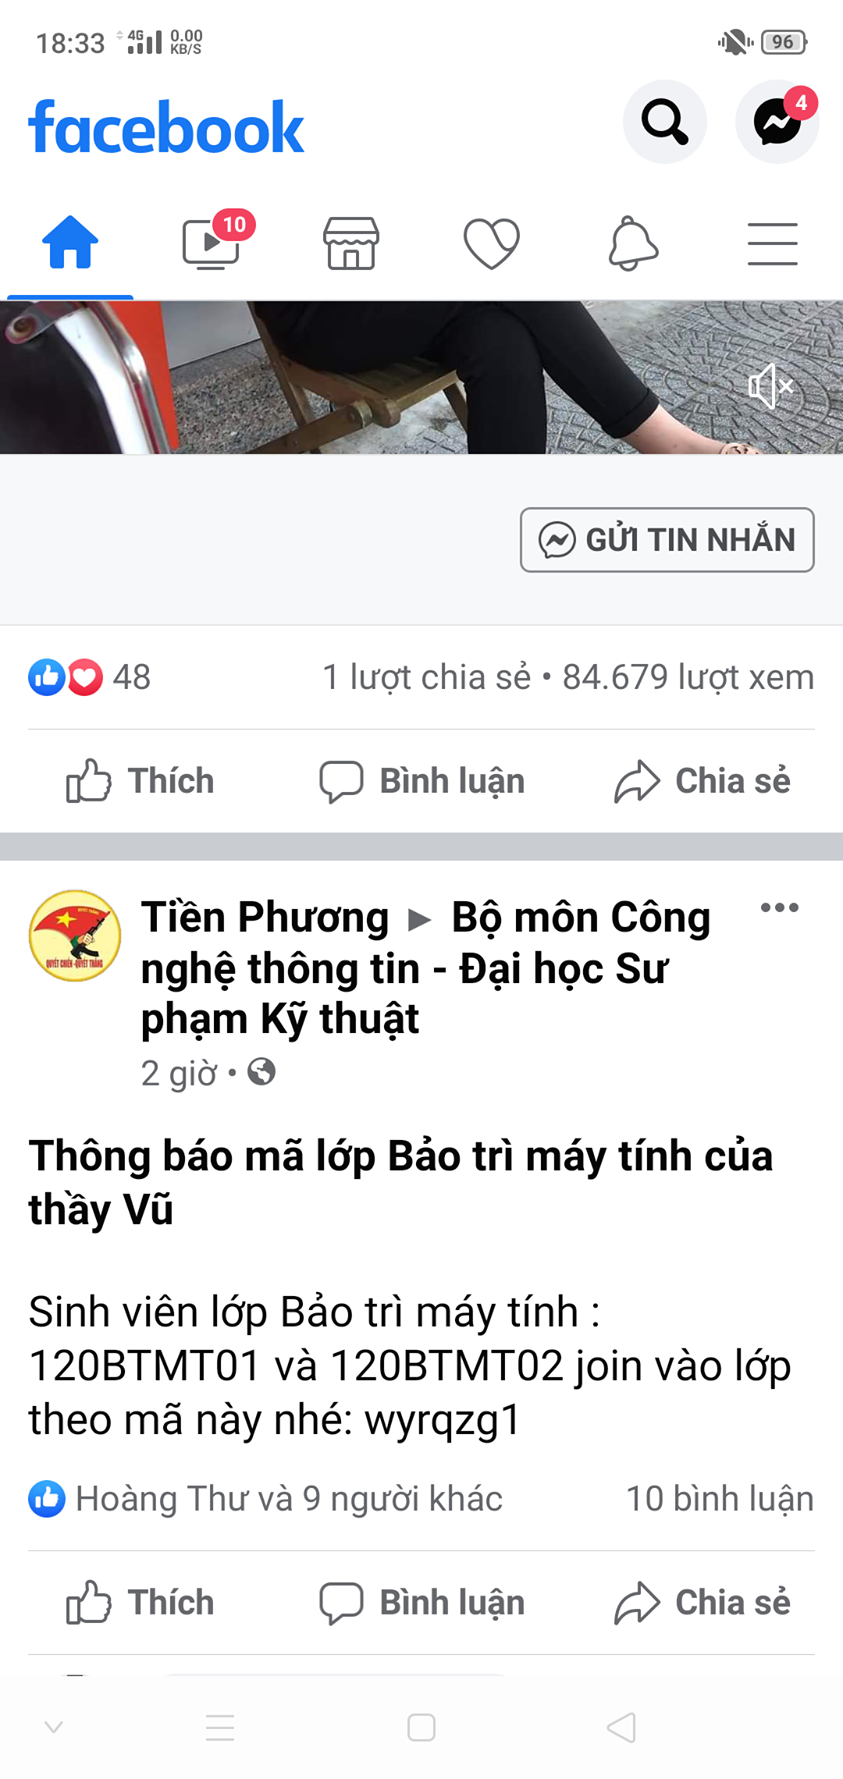 18:33 4G 0.00 KB/S 96
facebook 4
10
GỬI TIN NHẮN
48 1 lượt chia sẻ • 84.679 lượt xem
Thích Bình luận Chia sẻ
Tiền Phương ▶ Bộ môn Công
nghệ thông tin - Đại học Sư
phạm Kỹ thuật
2 giờ •
QUYẾT CHIẾN -QUYẾT THẮNG
Thông báo mã lớp Bảo trì máy tính của
thầy Vũ
Sinh viên lớp Bảo trì máy tính :
120BTMT01 và 120BTMT02 join vào lớp
theo mã này nhé: wyrqzg1
Hoàng Thư và 9 người khác 10 bình luận
Thích Bình luận Chia sẻ